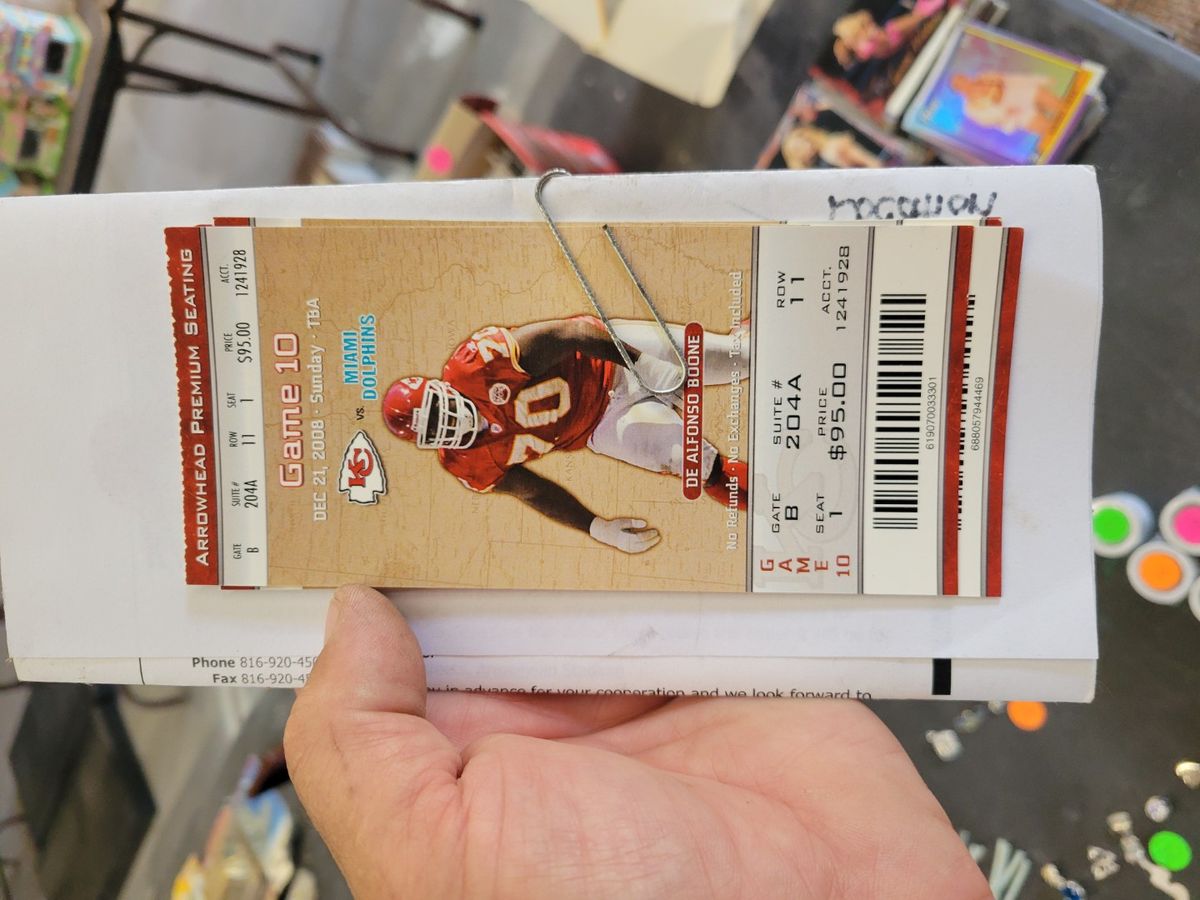 ARROWHEAD PREMIUM SEATING
GATE SUITE # ROW SEAT PRICE ACCT.
B 204A 11 1 $95.00 1241928
Game 10
DEC 21, 2008 · Sunday · TBA
VS. MIAMI
DOLPHINS
KC
70
DE ALFONSO BOONE
No Refunds · No Exchanges · Tax Included
GAME
10
GATE SUITE # ROW
B 204A 11
SEAT PRICE ACCT.
1 $95.00 1241928
619070033301
688057944469
Phone 816-920-450
Fax 816-920-4
in advance for your cooperation and we look forward to